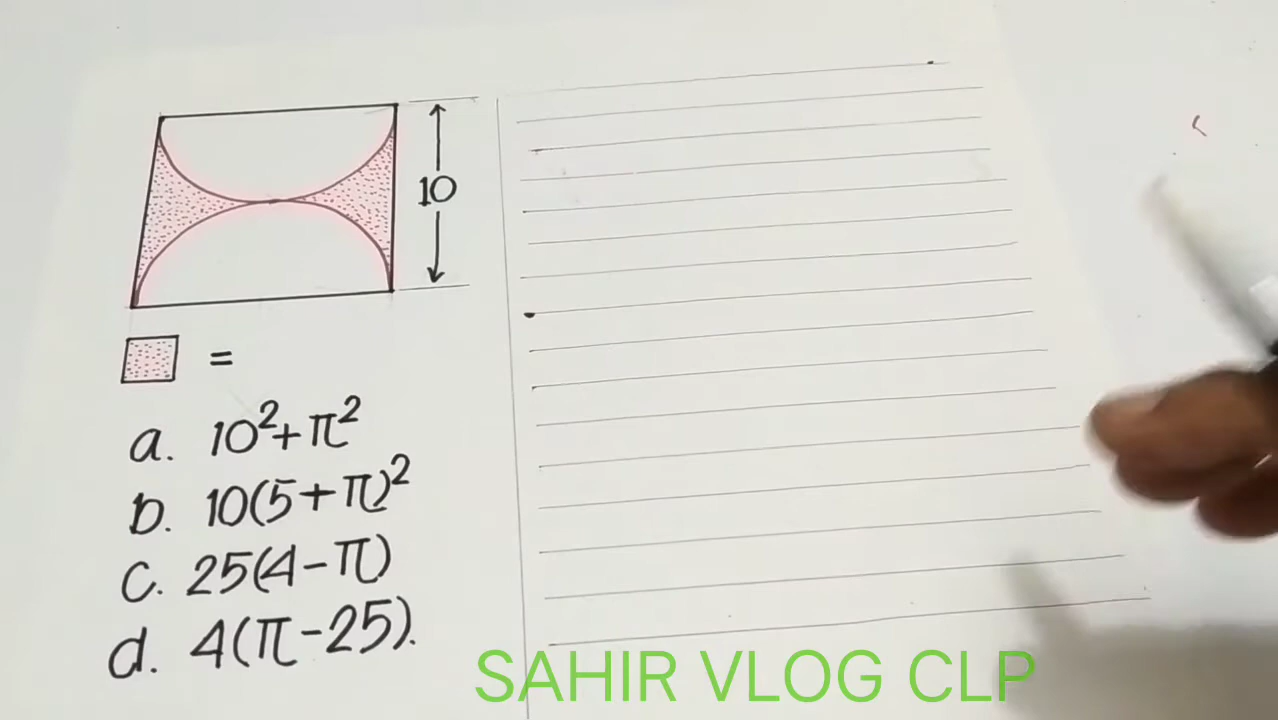 10
=
a. 10²+π²
b. 10(5+π)²
c. 25(4-π)
d. 4(π-25).
SAHIR VLOG CLP